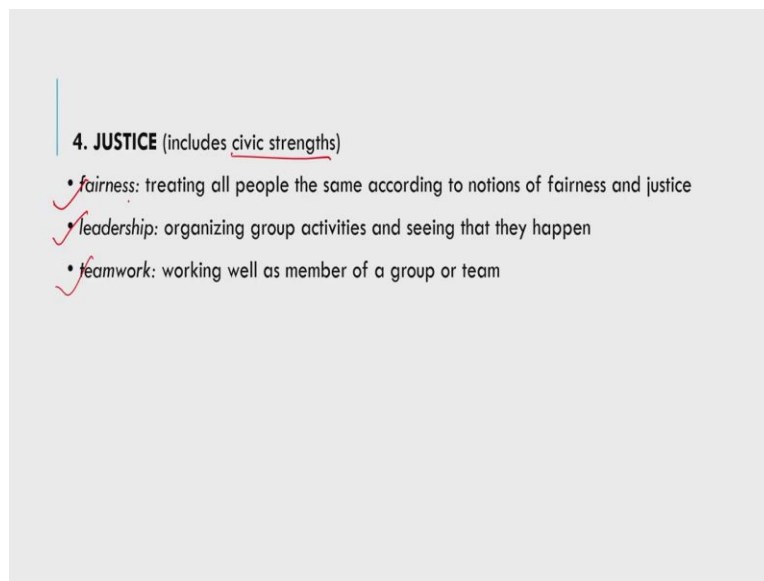 4. JUSTICE (includes civic strengths)
• fairness: treating all people the same according to notions of fairness and justice
• leadership: organizing group activities and seeing that they happen
• teamwork: working well as member of a group or team